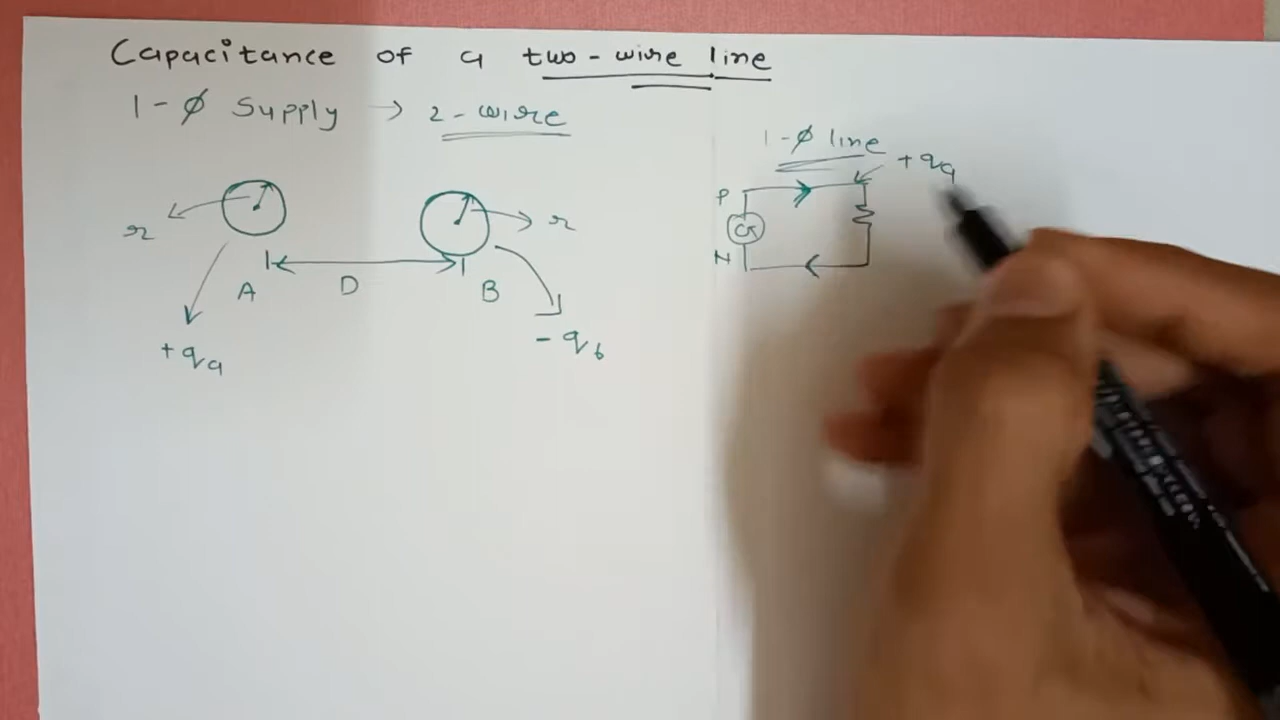 Capacitance of a two-wire line
1-φ Supply → 2-wire
1-φ line
+qa
P
N
G
r
r
A
D
B
+qa
-qb